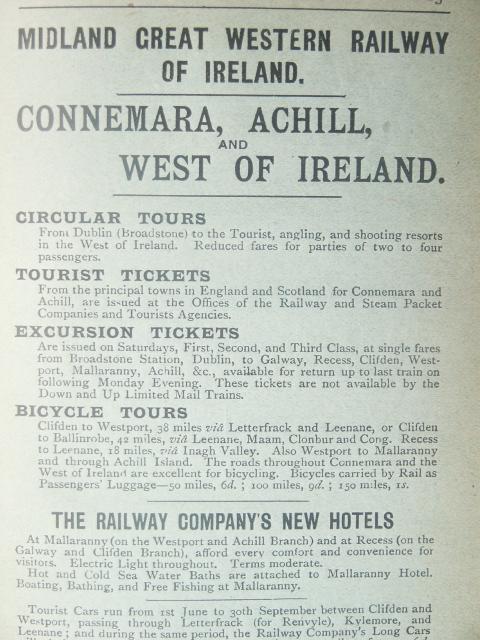 MIDLAND GREAT WESTERN RAILWAY
OF IRELAND.
CONNEMARA, ACHILL,
AND
WEST OF IRELAND.
CIRCULAR TOURS
From Dublin (Broadstone) to the Tourist, angling, and shooting resorts
in the West of Ireland. Reduced fares for parties of two to four
passengers.
TOURIST TICKETS
From the principal towns in England and Scotland for Connemara and
Achill, are issued at the Offices of the Railway and Steam Packet
Companies and Tourists Agencies.
EXCURSION TICKETS
Are issued on Saturdays, First, Second, and Third Class, at single fares
from Broadstone Station, Dublin, to Galway, Recess, Clifden, West-
port, Mallaranny, Achill, &c., available for return up to last train on
following Monday Evening. These tickets are not available by the
Down and Up Limited Mail Trains.
BICYCLE TOURS
Clifden to Westport, 38 miles viâ Letterfrack and Leenane, or Clifden
to Ballinrobe, 42 miles, viâ Leenane, Maam, Clonbur and Cong. Recess
to Leenane, 18 miles, viâ Inagh Valley. Also Westport to Mallaranny
and through Achill Island. The roads throughout Connemara and the
West of Ireland are excellent for bicycling. Bicycles carried by Rail as
Passengers' Luggage—50 miles, 6d. ; 100 miles, 9d. ; 150 miles, 1s.
THE RAILWAY COMPANY'S NEW HOTELS
At Mallaranny (on the Westport and Achill Branch) and at Recess (on the
Galway and Clifden Branch), afford every comfort and convenience for
visitors. Electric Light throughout. Terms moderate.
Hot and Cold Sea Water Baths are attached to Mallaranny Hotel.
Boating, Bathing, and Free Fishing at Mallaranny.
Tourist Cars run from 1st June to 30th September between Clifden and
Westport, passing through Letterfrack (for Renvyle), Kylemore, and
Leenane ; and during the same period, the Railway Company's Long Cars